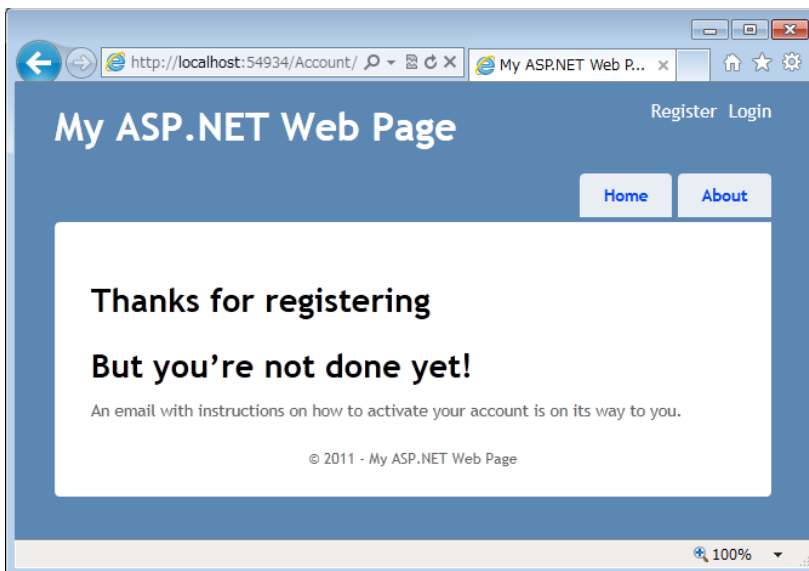 http://localhost:54934/Account/
My ASP.NET Web P...
My ASP.NET Web Page
Register Login
Home About
Thanks for registering
But you’re not done yet!
An email with instructions on how to activate your account is on its way to you.
© 2011 - My ASP.NET Web Page
100%